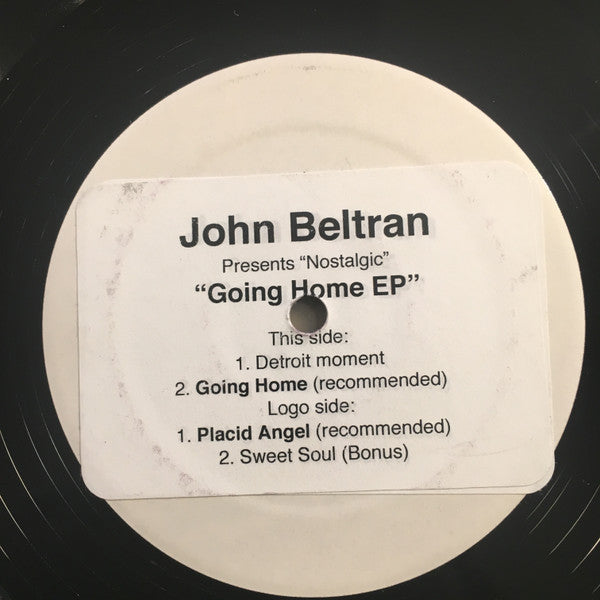 John Beltran
Presents “Nostalgic”
“Going Home EP”
This side:
1. Detroit moment
2. Going Home (recommended)
Logo side:
1. Placid Angel (recommended)
2. Sweet Soul (Bonus)